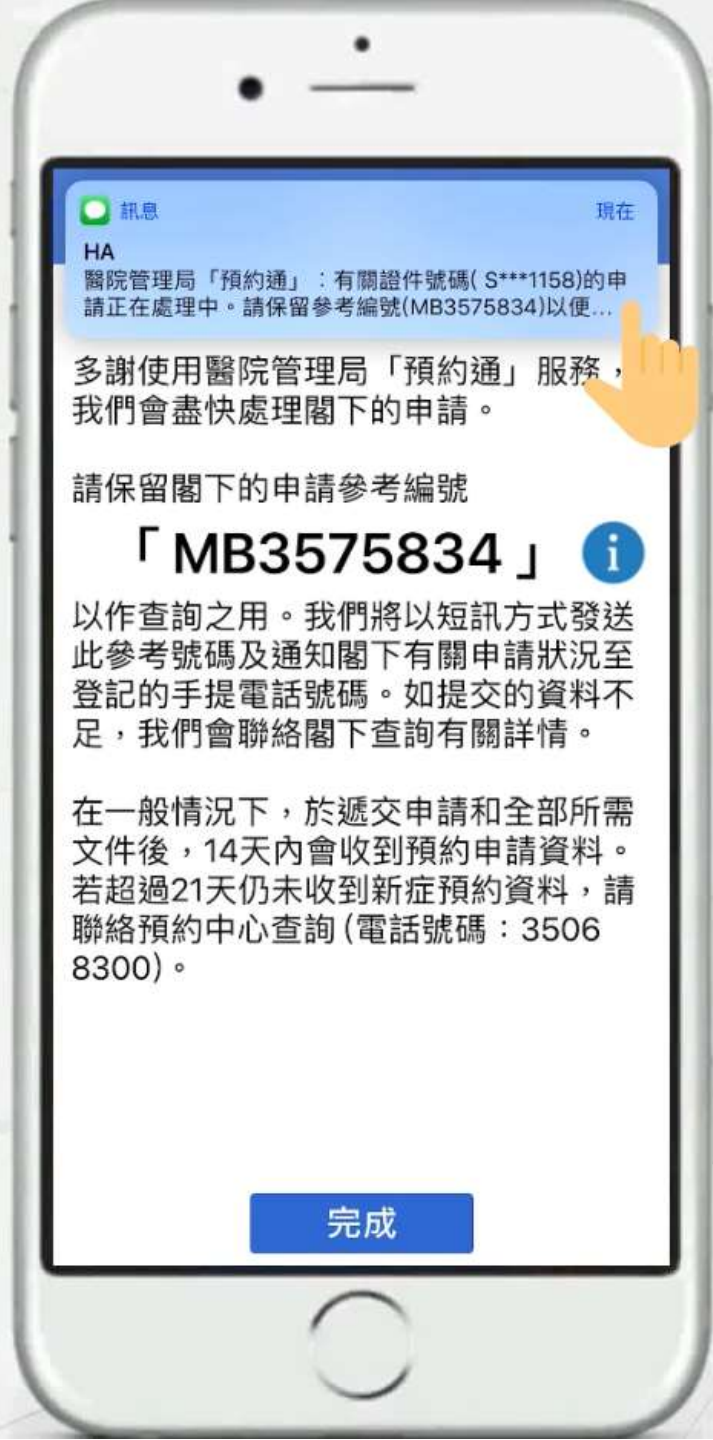 訊息 現在
HA
醫院管理局「預約通」：有關證件號碼( S***1158)的申
請正在處理中。請保留參考編號(MB3575834)以便...
多謝使用醫院管理局「預約通」服務，
我們會盡快處理閣下的申請。
請保留閣下的申請參考編號
「MB3575834」 i
以作查詢之用。我們將以短訊方式發送
此參考號碼及通知閣下有關申請狀況至
登記的手提電話號碼。如提交的資料不
足，我們會聯絡閣下查詢有關詳情。
在一般情況下，於遞交申請和全部所需
文件後，14天內會收到預約申請資料。
若超過21天仍未收到新症預約資料，請
聯絡預約中心查詢(電話號碼：3506
8300)。
完成